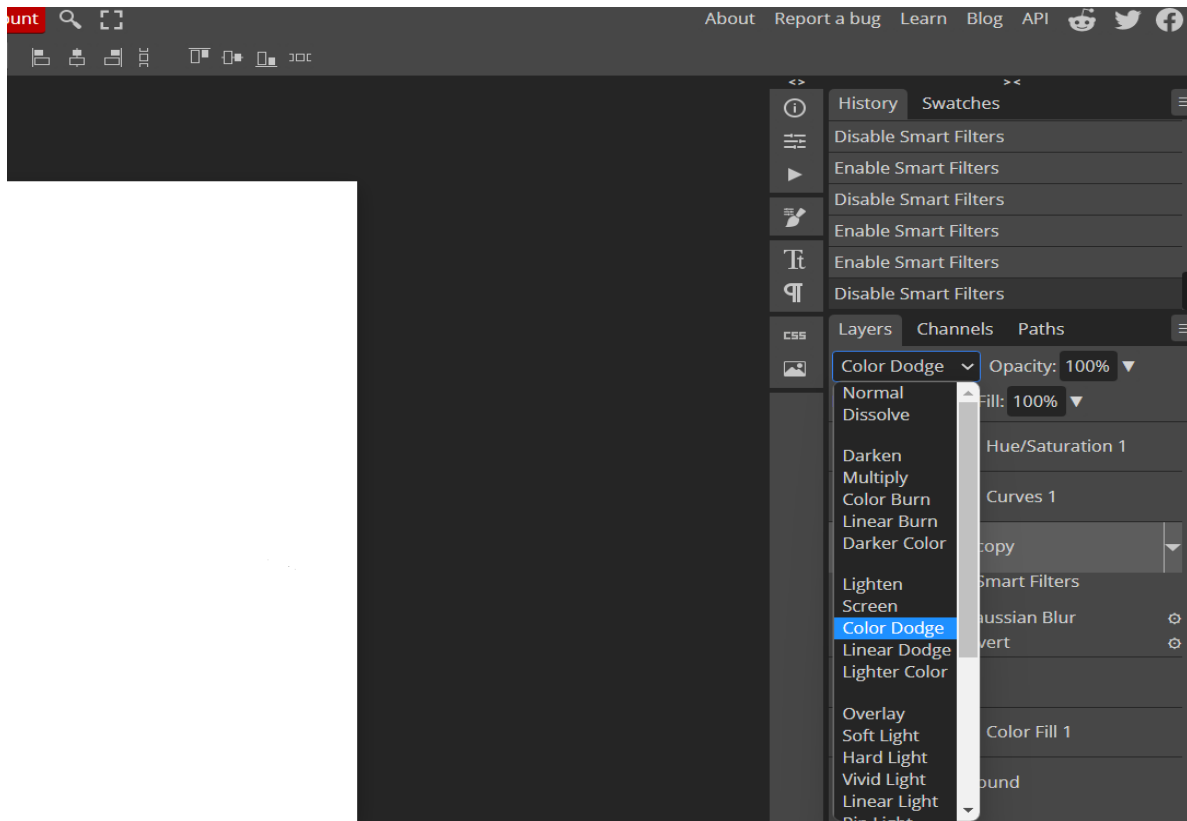 ount
About Report a bug Learn Blog API
<>
><
History Swatches
Disable Smart Filters
Enable Smart Filters
Disable Smart Filters
Enable Smart Filters
Enable Smart Filters
Disable Smart Filters
Tt
CSS
Layers Channels Paths
Color Dodge Opacity: 100%
Fill: 100%
Normal
Dissolve
Darken
Multiply
Color Burn
Linear Burn
Darker Color
Lighten
Screen
Color Dodge
Linear Dodge
Lighter Color
Overlay
Soft Light
Hard Light
Vivid Light
Linear Light
Pin Light
Hue/Saturation 1
Curves 1
copy
Smart Filters
aussian Blur
vert
Color Fill 1
ound